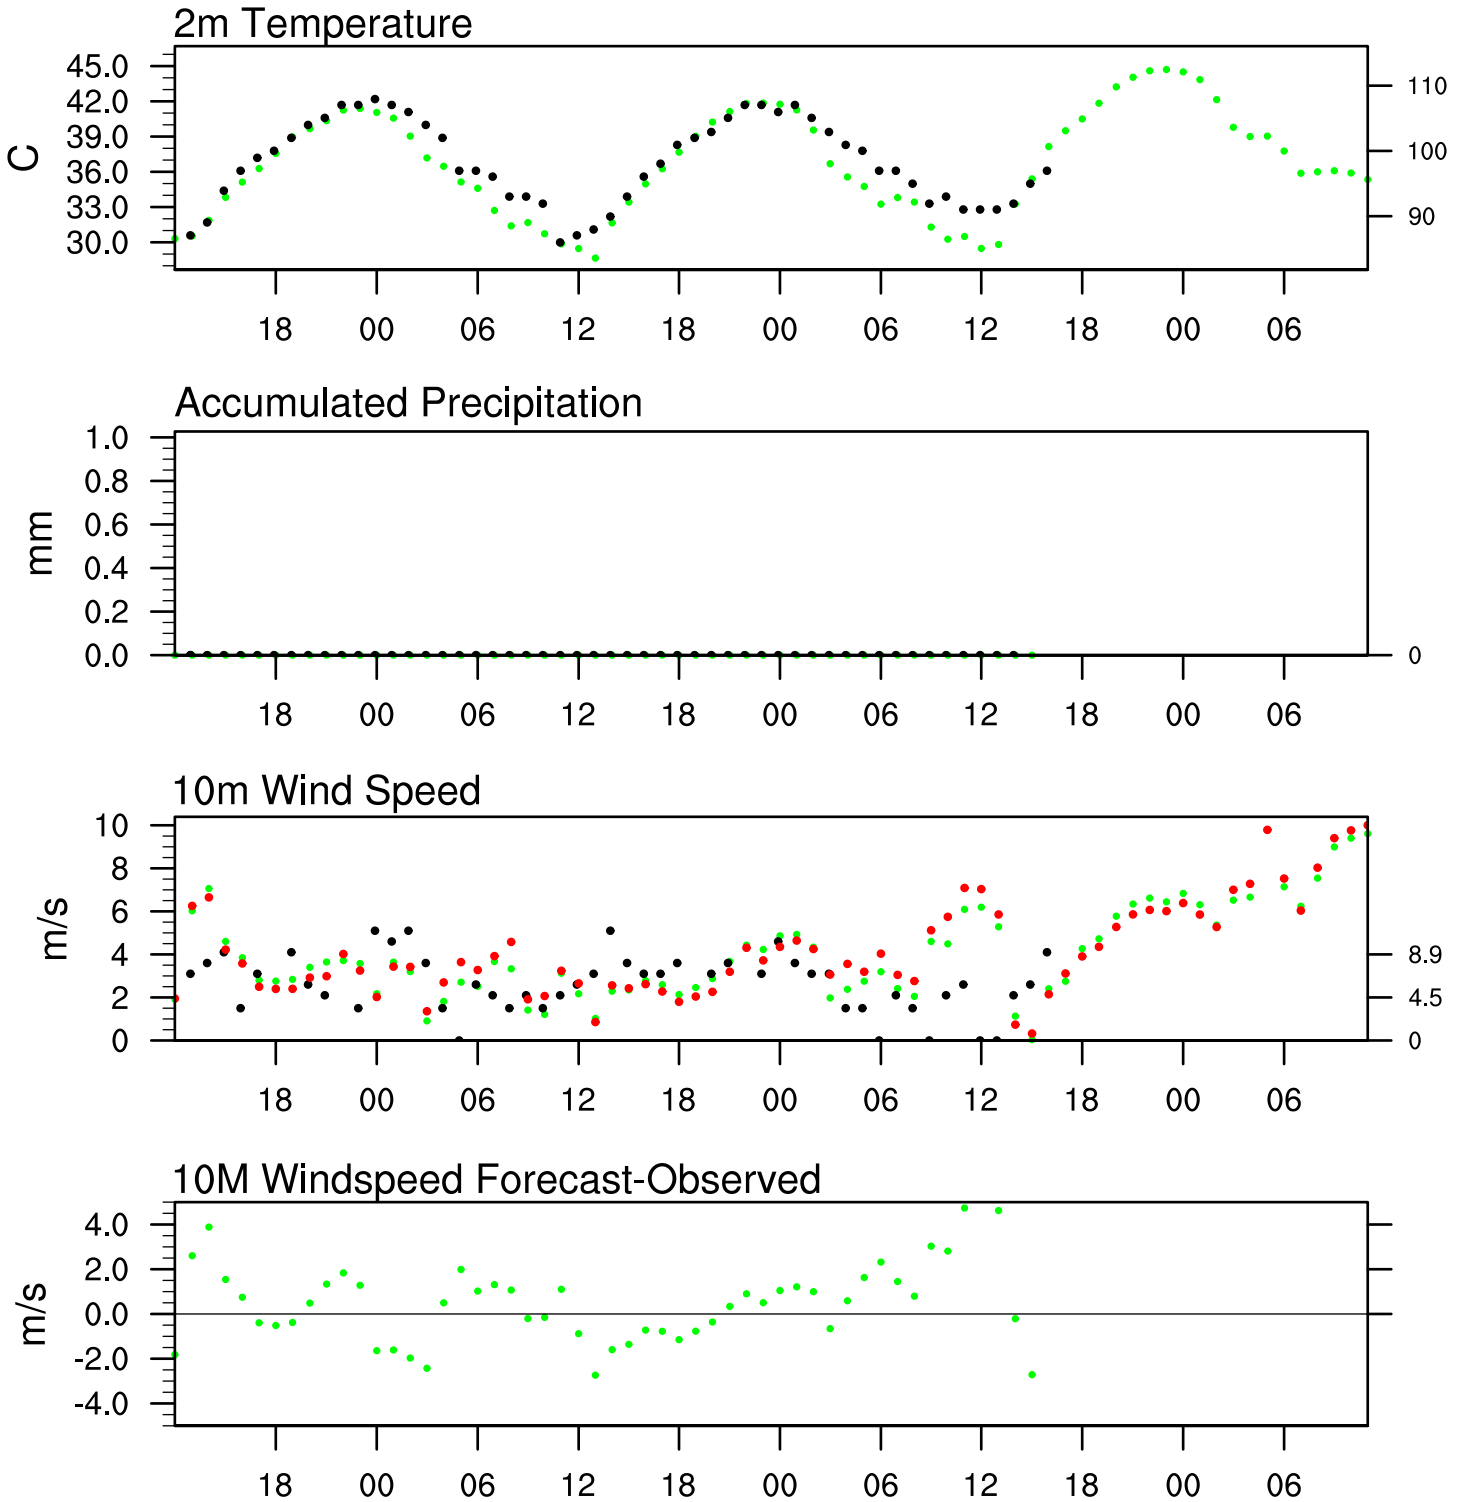 2m Temperature
45.0
42.0
39.0
36.0
33.0
30.0
C
110
100
90
18 00 06 12 18 00 06 12 18 00 06
Accumulated Precipitation
1.0
0.8
0.6
0.4
0.2
0.0
mm
0
18 00 06 12 18 00 06 12 18 00 06
10m Wind Speed
10
8
6
4
2
0
m/s
8.9
4.5
0
18 00 06 12 18 00 06 12 18 00 06
10M Windspeed Forecast-Observed
4.0
2.0
0.0
-2.0
-4.0
m/s
18 00 06 12 18 00 06 12 18 00 06